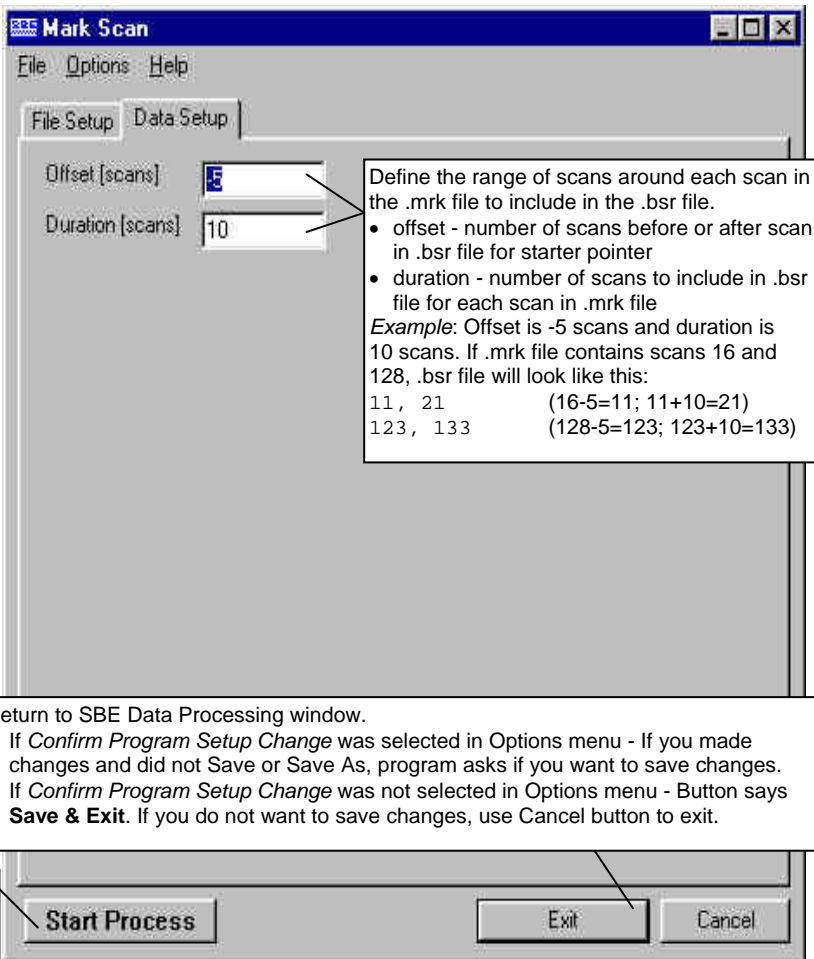 SBE Mark Scan
File Options Help
File Setup Data Setup
Offset [scans] -5
Duration [scans] 10
Define the range of scans around each scan in
the .mrk file to include in the .bsr file.
• offset - number of scans before or after scan
in .bsr file for starter pointer
• duration - number of scans to include in .bsr
file for each scan in .mrk file
Example: Offset is -5 scans and duration is
10 scans. If .mrk file contains scans 16 and
128, .bsr file will look like this:
11, 21 (16-5=11; 11+10=21)
123, 133 (128-5=123; 123+10=133)
eturn to SBE Data Processing window.
If Confirm Program Setup Change was selected in Options menu - If you made
changes and did not Save or Save As, program asks if you want to save changes.
If Confirm Program Setup Change was not selected in Options menu - Button says
Save & Exit. If you do not want to save changes, use Cancel button to exit.
Start Process Exit Cancel